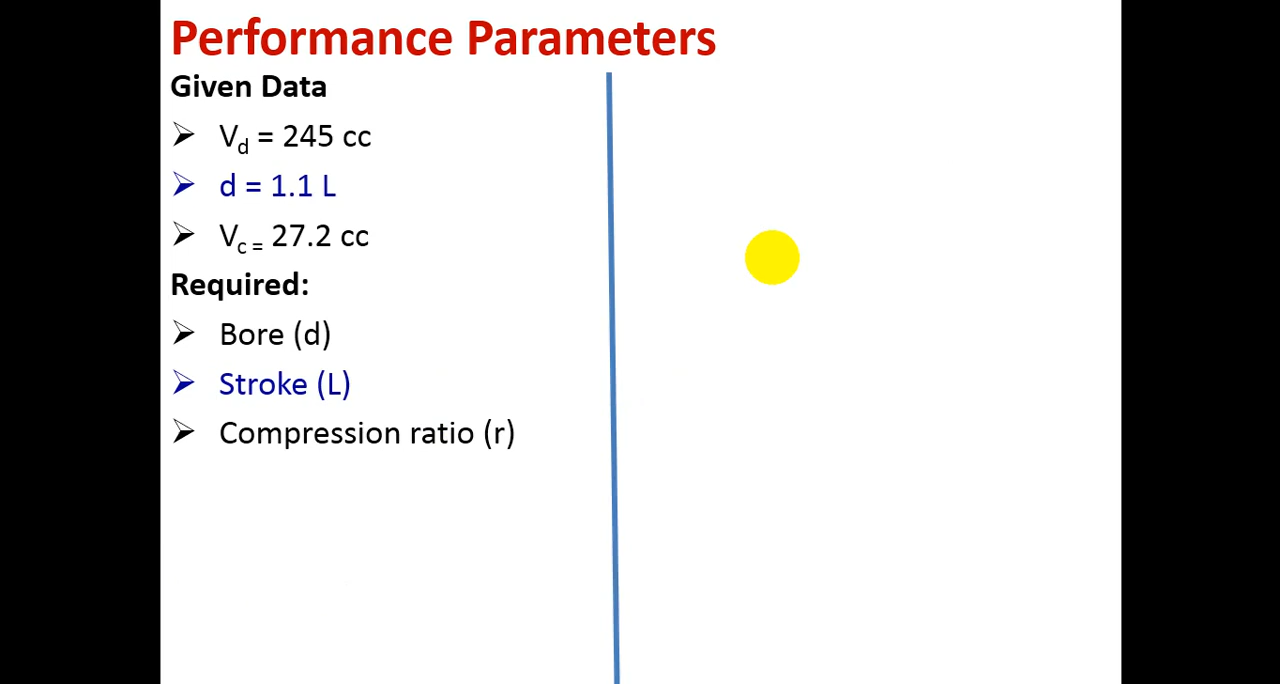 Performance Parameters
Given Data
➢ Vd = 245 cc
➢ d = 1.1 L
➢ Vc = 27.2 cc
Required:
➢ Bore (d)
➢ Stroke (L)
➢ Compression ratio (r)